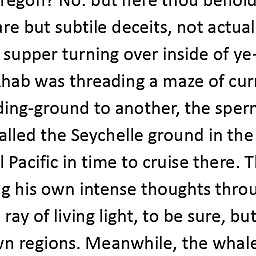 regon? No: but here thou behold
are but subtile deceits, not actual
supper turning over inside of ye-
hab was threading a maze of cur
ding-ground to another, the sper
alled the Seychelle ground in the
l Pacific in time to cruise there. T
g his own intense thoughts throu
ray of living light, to be sure, but
wn regions. Meanwhile, the whale